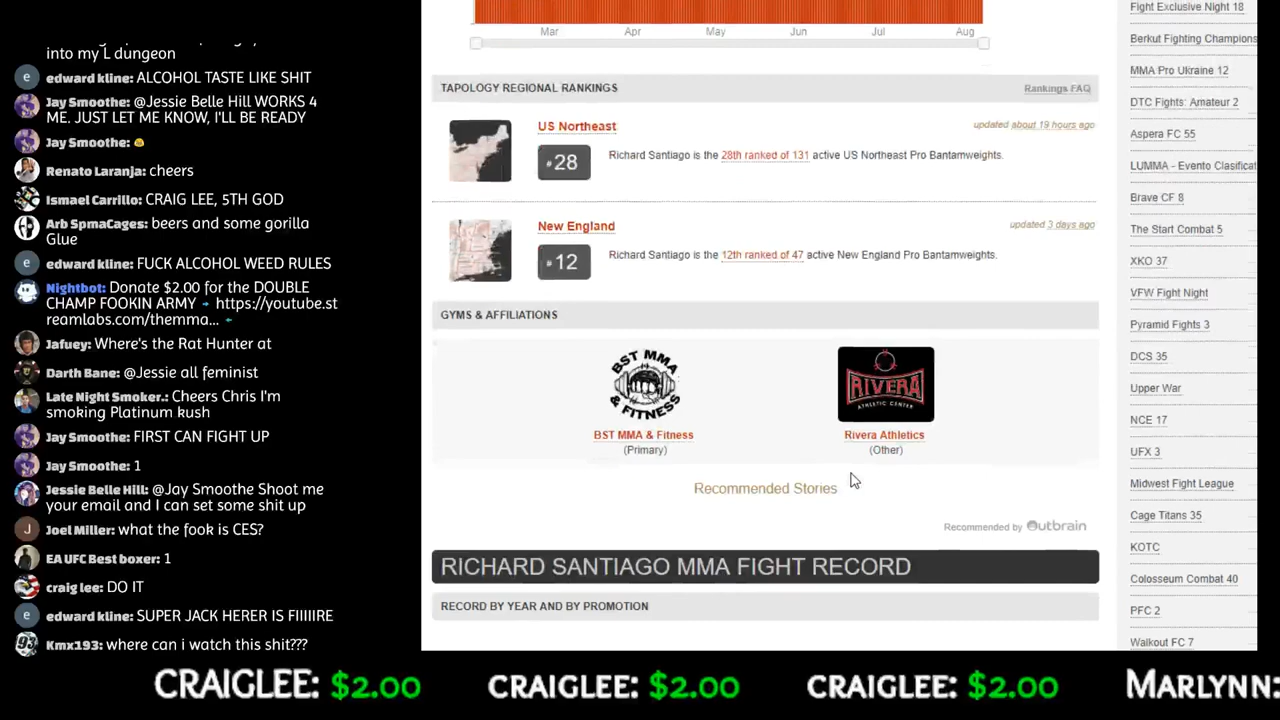 into my L dungeon
edward kline: ALCOHOL TASTE LIKE SHIT
Jay Smoothe: @Jessie Belle Hill WORKS 4
ME. JUST LET ME KNOW, I'LL BE READY
Jay Smoothe:
Renato Laranja: cheers
Ismael Carrillo: CRAIG LEE, 5TH GOD
Arb SpmaCages: beers and some gorilla
Glue
edward kline: FUCK ALCOHOL WEED RULES
Nightbot: Donate $2.00 for the DOUBLE
CHAMP FOOKIN ARMY → https://youtube.st
reamlabs.com/themma... ←
Jafuey: Where's the Rat Hunter at
Darth Bane: @Jessie all feminist
Late Night Smoker.: Cheers Chris I'm
smoking Platinum kush
Jay Smoothe: FIRST CAN FIGHT UP
Jay Smoothe: 1
Jessie Belle Hill: @Jay Smoothe Shoot me
your email and I can set some shit up
Joel Miller: what the fook is CES?
EA UFC Best boxer: 1
craig lee: DO IT
edward kline: SUPER JACK HERER IS FIIIIRE
Kmx193: where can i watch this shit???
Mar Apr May Jun Jul Aug
TAPOLOGY REGIONAL RANKINGS
Rankings FAQ
US Northeast
updated about 19 hours ago
#28
Richard Santiago is the 28th ranked of 131 active US Northeast Pro Bantamweights.
New England
updated 3 days ago
#12
Richard Santiago is the 12th ranked of 47 active New England Pro Bantamweights.
GYMS & AFFILIATIONS
BST MMA
& FITNESS
RIVERA
ATHLETIC CENTER
BST MMA & Fitness
(Primary)
Rivera Athletics
(Other)
Recommended Stories
Recommended by Outbrain
RICHARD SANTIAGO MMA FIGHT RECORD
RECORD BY YEAR AND BY PROMOTION
Fight Exclusive Night 18
Berkut Fighting Champions
MMA Pro Ukraine 12
DTC Fights: Amateur 2
Aspera FC 55
LUMMA - Evento Clasificat
Brave CF 8
The Start Combat 5
XKO 37
VFW Fight Night
Pyramid Fights 3
DCS 35
Upper War
NCE 17
UFX 3
Midwest Fight League
Cage Titans 35
KOTC
Colosseum Combat 40
PFC 2
Walkout FC 7
CRAIGLEE: $2.00 CRAIGLEE: $2.00 CRAIGLEE: $2.00 MARLYNN: